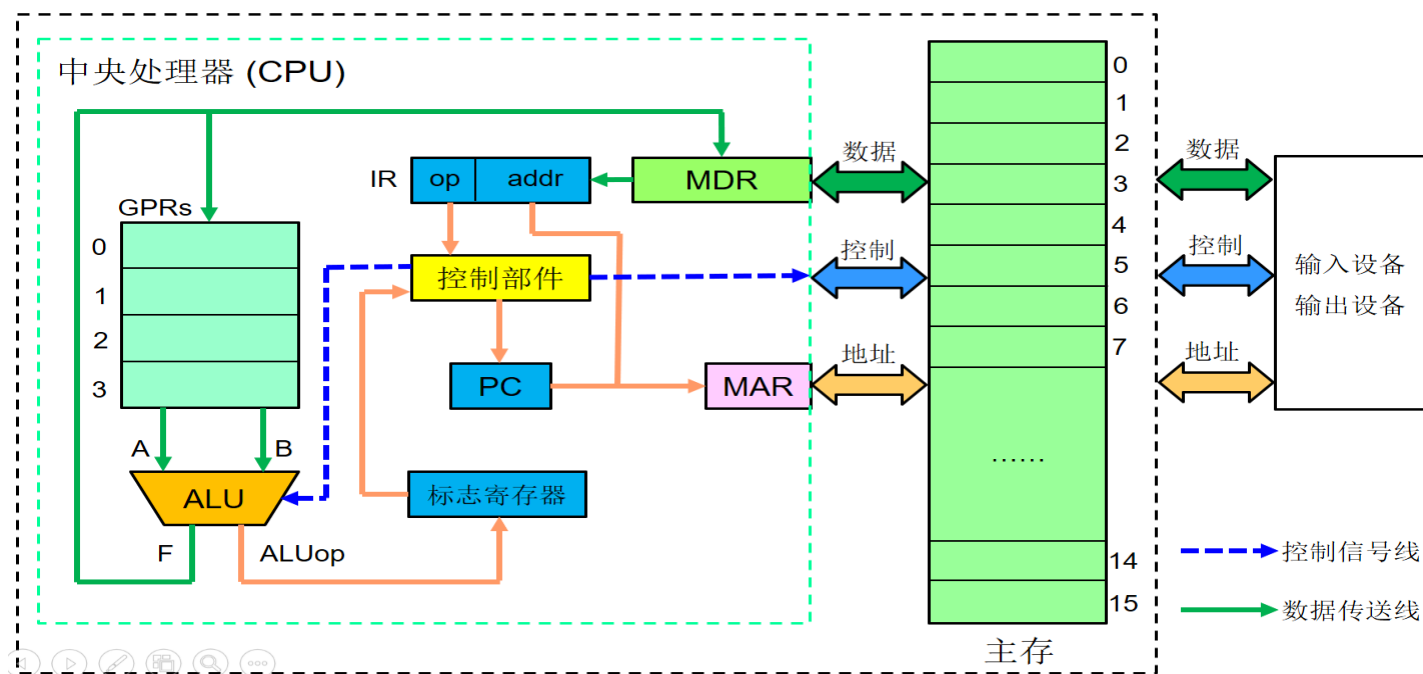 中央处理器 (CPU)
IR
op
addr
MDR
GPRs
0
1
2
3
控制部件
PC
MAR
A
B
ALU
标志寄存器
F
ALUop
数据
控制
地址
0
1
2
3
4
5
6
7
……
14
15
主存
数据
控制
地址
输入设备
输出设备
控制信号线
数据传送线